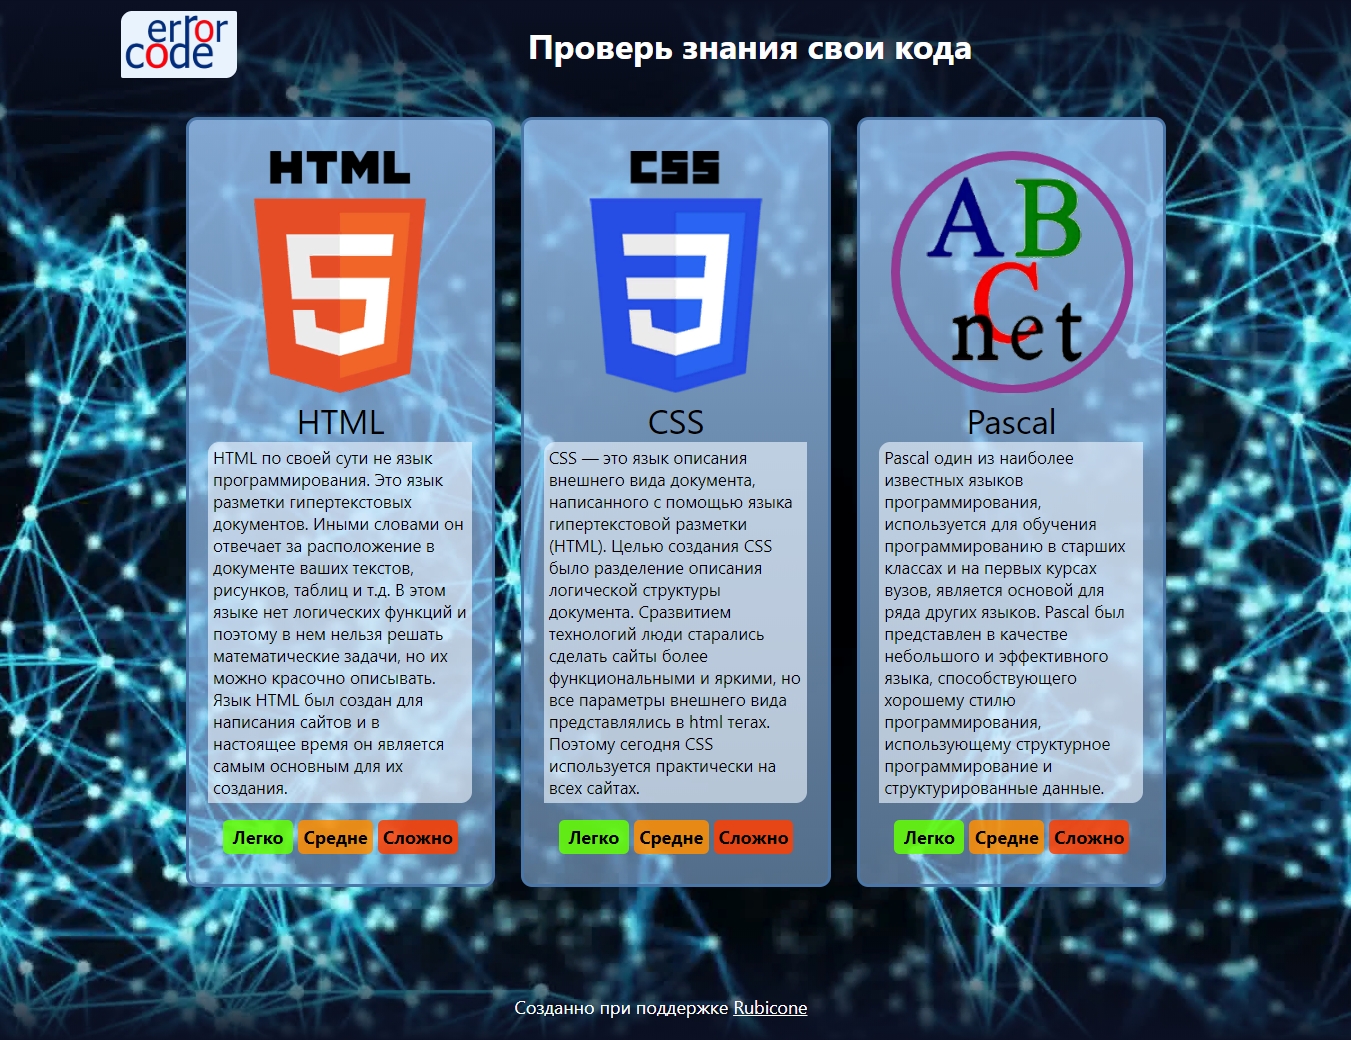 error
code
Проверь знания свои кода
HTML
5
HTML
HTML по своей сути не язык
программирования. Это язык
разметки гипертекстовых
документов. Иными словами он
отвечает за расположение в
документе ваших текстов,
рисунков, таблиц и т.д. В этом
языке нет логических функций и
поэтому в нем нельзя решать
математические задачи, но их
можно красочно описывать.
Язык HTML был создан для
написания сайтов и в
настоящее время он является
самым основным для их
создания.
Легко Средне Сложно
CSS
3
CSS
CSS — это язык описания
внешнего вида документа,
написанного с помощью языка
гипертекстовой разметки
(HTML). Целью создания CSS
было разделение описания
логической структуры
документа. Сразвитием
технологий люди старались
сделать сайты более
функциональными и яркими, но
все параметры внешнего вида
представлялись в html тегах.
Поэтому сегодня CSS
используется практически на
всех сайтах.
Легко Средне Сложно
AB
C
net
Pascal
Pascal один из наиболее
известных языков
программирования,
используется для обучения
программированию в старших
классах и на первых курсах
вузов, является основой для
ряда других языков. Pascal был
представлен в качестве
небольшого и эффективного
языка, способствующего
хорошему стилю
программирования,
использующему структурное
программирование и
структурированные данные.
Легко Средне Сложно
Созданно при поддержке Rubicone